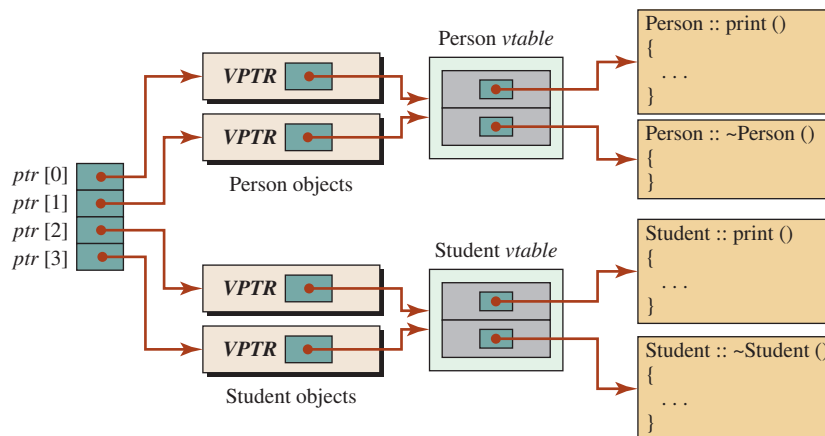 Person vtable
Person :: print ()
{
. . .
}
VPTR
VPTR
Person :: ~Person ()
{
}
Person objects
ptr [0]
ptr [1]
ptr [2]
ptr [3]
Student vtable
Student :: print ()
{
. . .
}
VPTR
VPTR
Student :: ~Student ()
{
. . .
}
Student objects